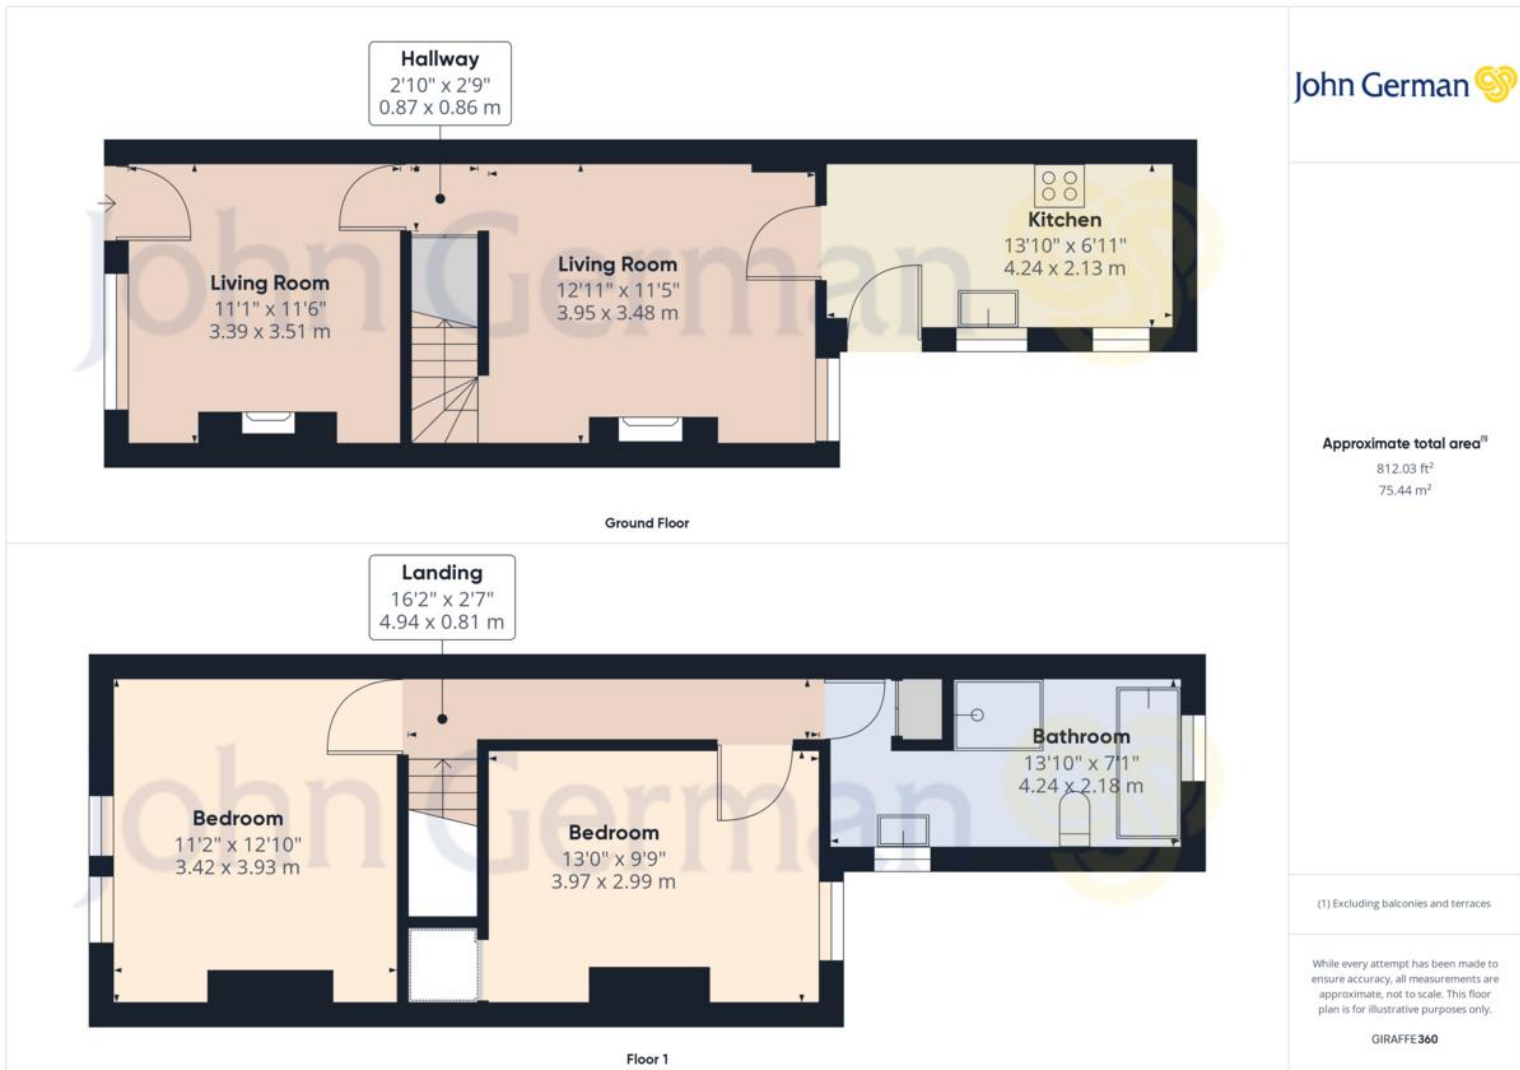 Hallway
2'10" x 2'9"
0.87 x 0.86 m
John German
Living Room
11'1" x 11'6"
3.39 x 3.51 m
Living Room
12'11" x 11'5"
3.95 x 3.48 m
Kitchen
13'10" x 6'11"
4.24 x 2.13 m
John German
Ground Floor
Landing
16'2" x 2'7"
4.94 x 0.81 m
Bedroom
11'2" x 12'10"
3.42 x 3.93 m
Bedroom
13'0" x 9'9"
3.97 x 2.99 m
Bathroom
13'10" x 7'1"
4.24 x 2.18 m
John German
Floor 1
Approximate total area(1)
812.03 ft²
75.44 m²
(1) Excluding balconies and terraces
While every attempt has been made to
ensure accuracy, all measurements are
approximate, not to scale. This floor
plan is for illustrative purposes only.
GIRAFFE360